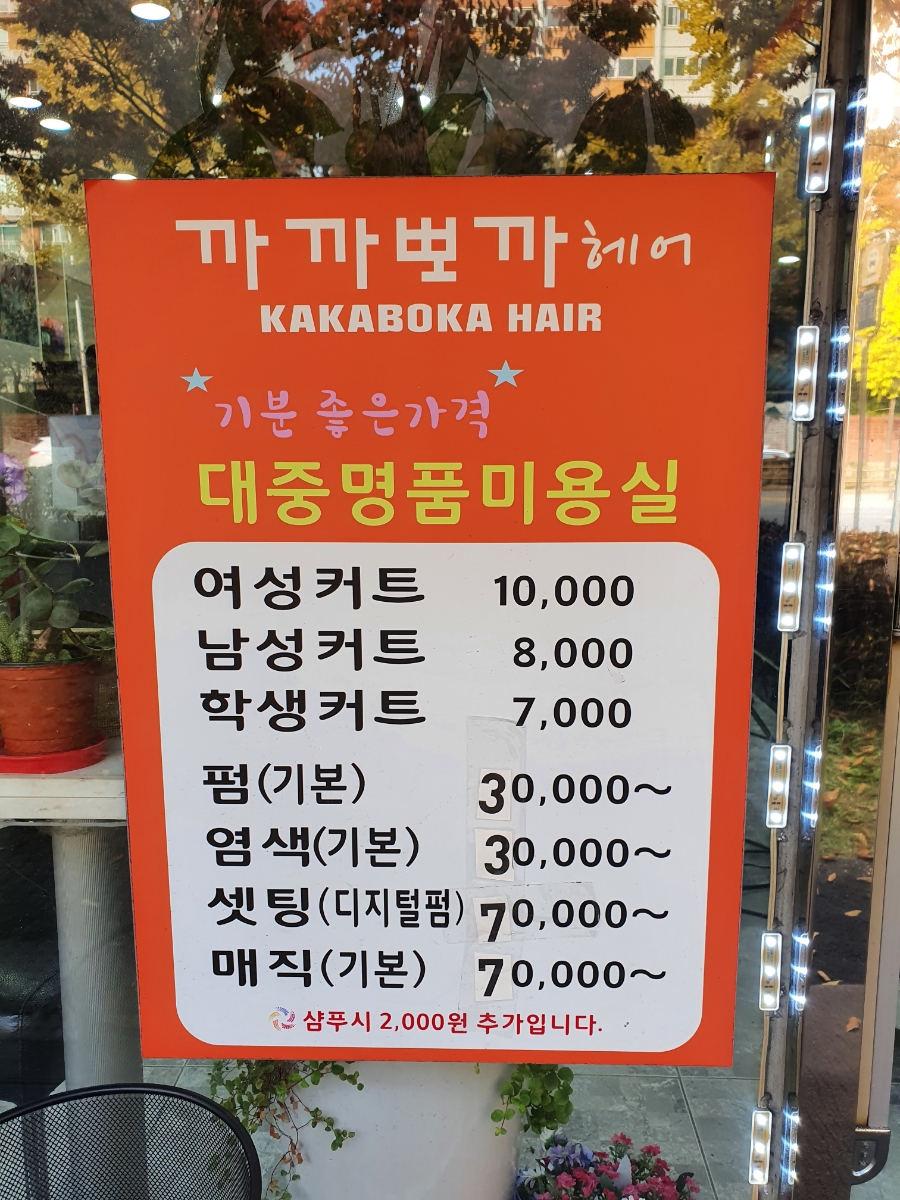 까까뽀까 헤어
KAKABOKA HAIR
기분 좋은가격
대중명품미용실
여성커트 10,000
남성커트 8,000
학생커트 7,000
펌(기본) 30,000~
염색(기본) 30,000~
셋팅(디지털펌) 70,000~
매직(기본) 70,000~
샴푸시 2,000원 추가입니다.